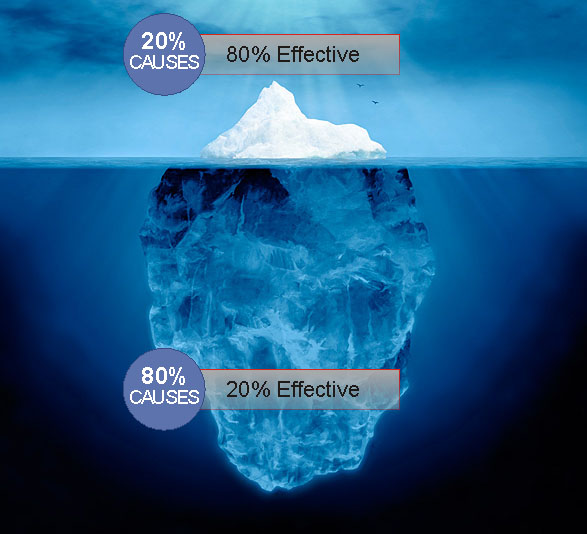 20%
CAUSES
80% Effective
80%
CAUSES
20% Effective